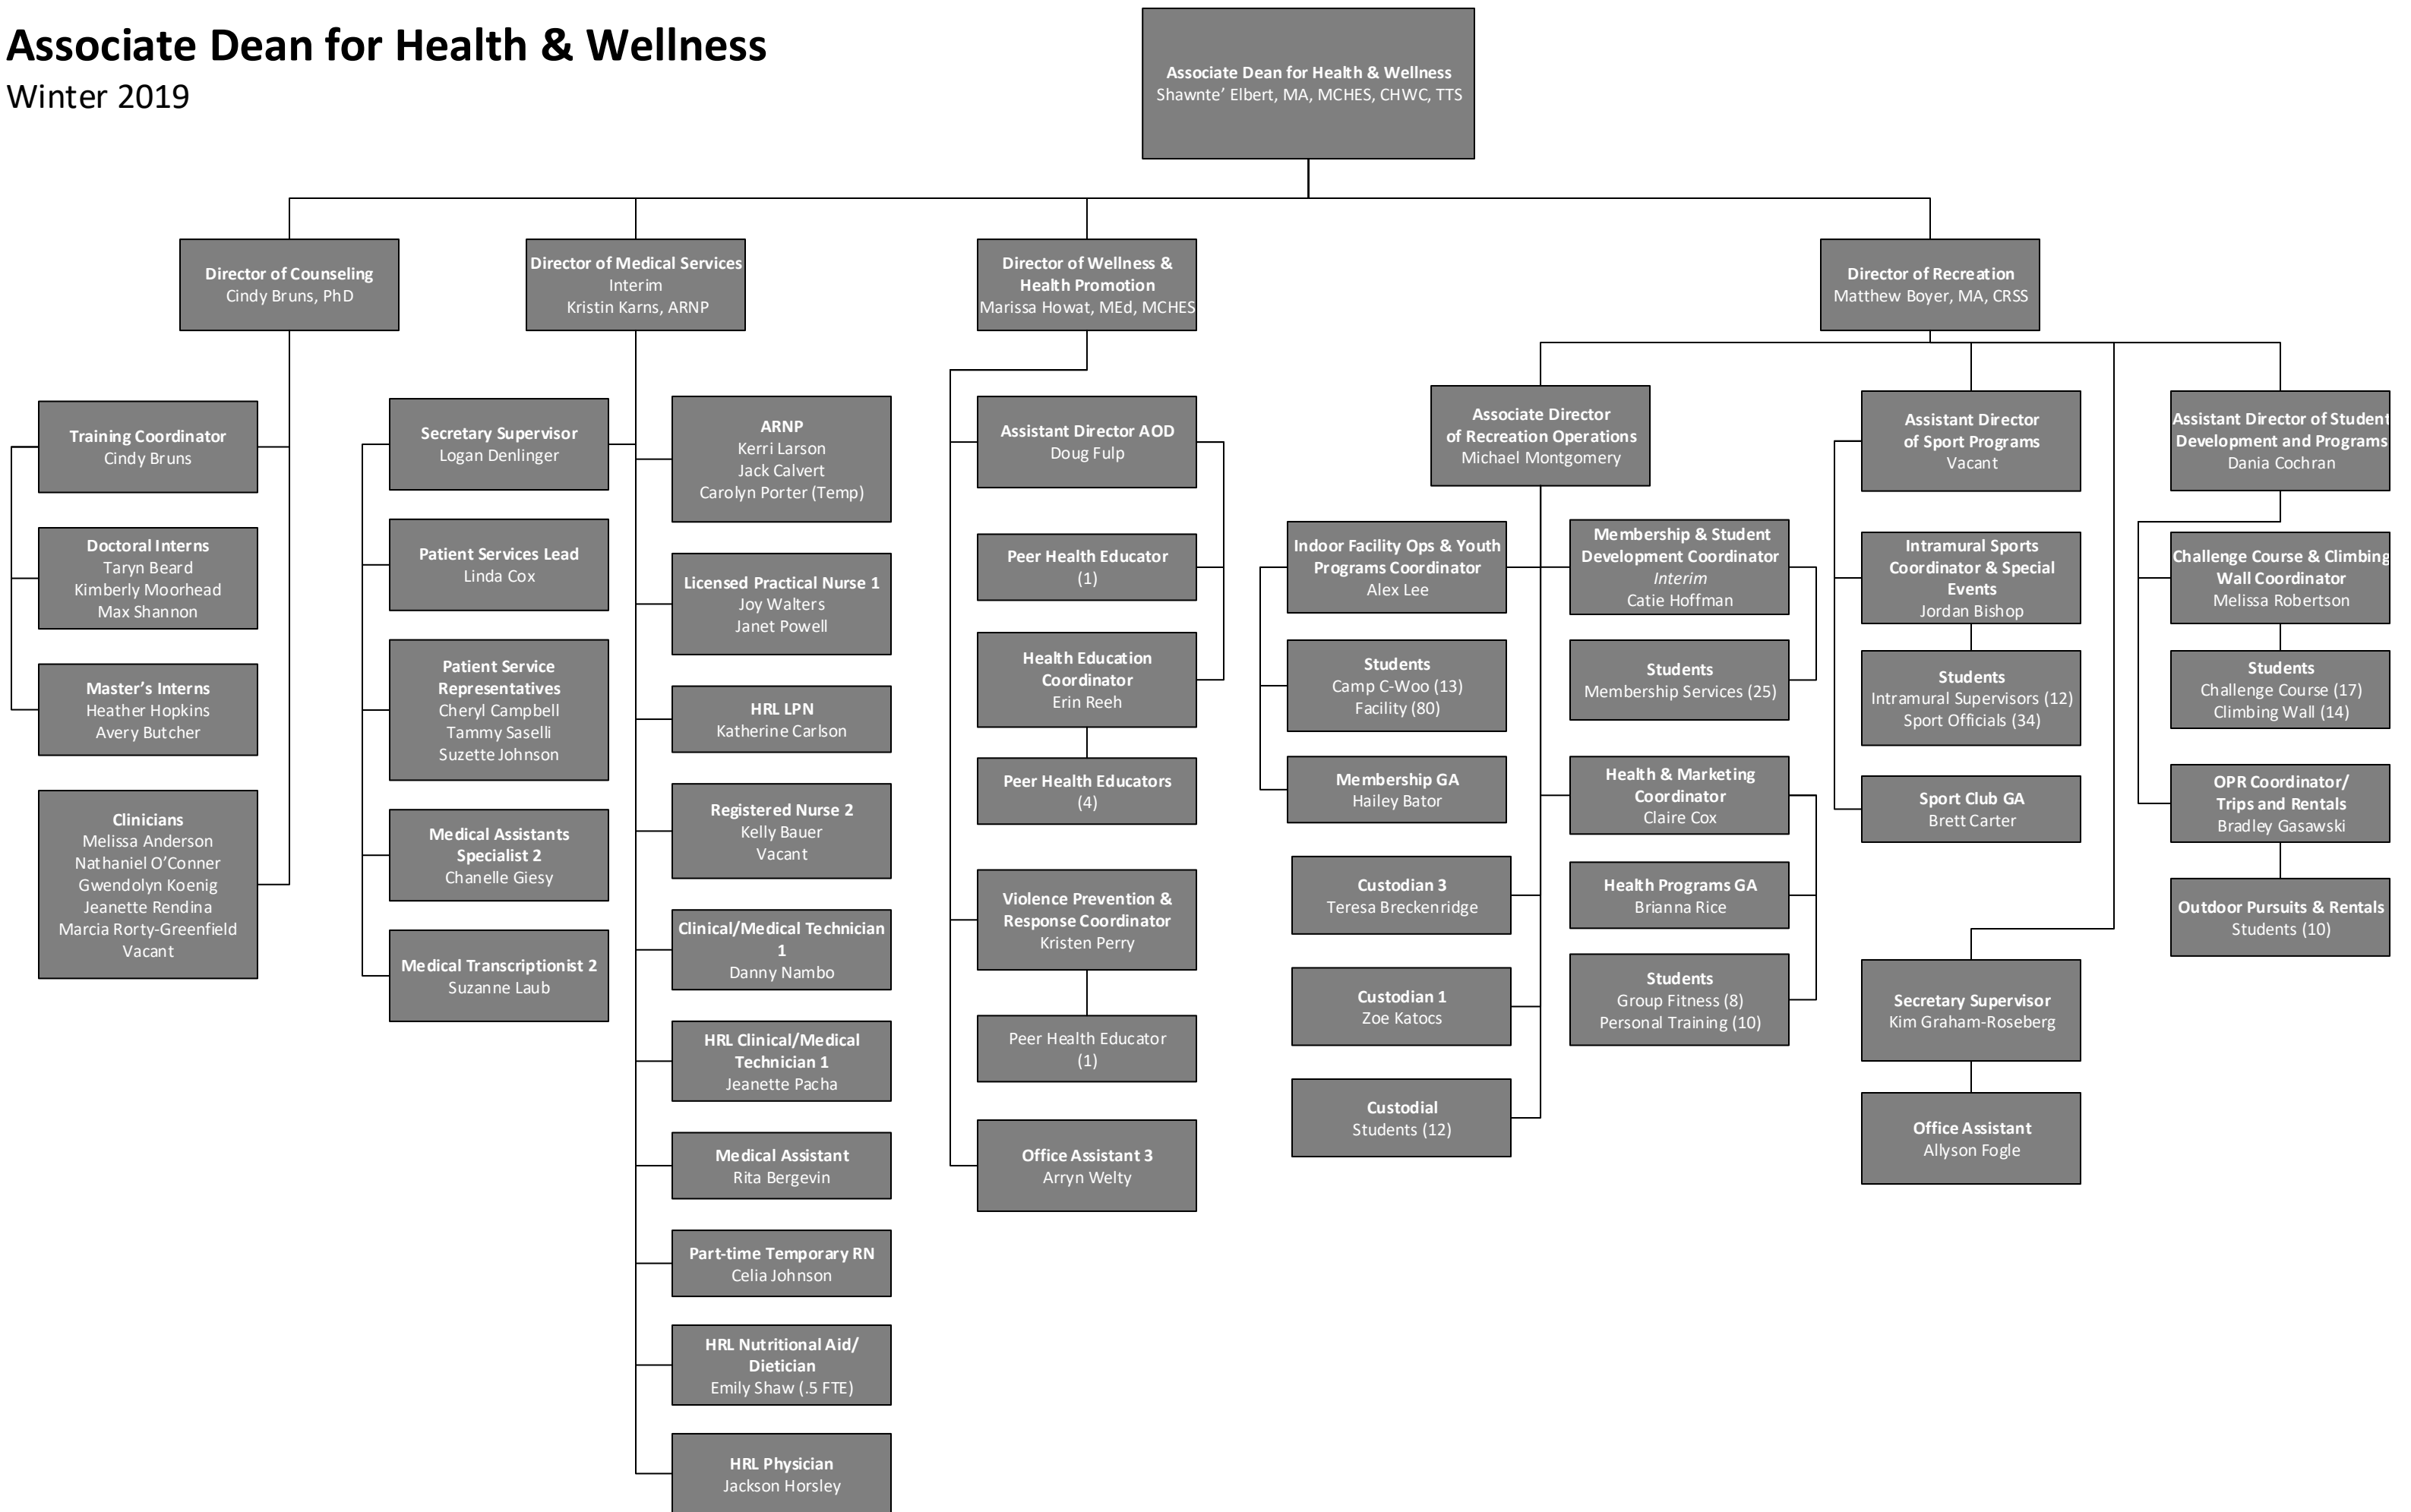 Associate Dean for Health & Wellness
Winter 2019
Associate Dean for Health & Wellness
Shawnte’ Elbert, MA, MCHES, CHWC, TTS
Director of Counseling
Cindy Bruns, PhD
Director of Medical Services
Interim
Kristin Karns, ARNP
Director of Wellness &
Health Promotion
Marissa Howat, MEd, MCHES
Director of Recreation
Matthew Boyer, MA, CRSS
Training Coordinator
Cindy Bruns
Doctoral Interns
Taryn Beard
Kimberly Moorhead
Max Shannon
Master’s Interns
Heather Hopkins
Avery Butcher
Clinicians
Melissa Anderson
Nathaniel O’Conner
Gwendolyn Koenig
Jeanette Rendina
Marcia Rorty-Greenfield
Vacant
Secretary Supervisor
Logan Denlinger
Patient Services Lead
Linda Cox
Patient Service
Representatives
Cheryl Campbell
Tammy Saselli
Suzette Johnson
Medical Assistants
Specialist 2
Chanelle Giesy
Medical Transcriptionist 2
Suzanne Laub
ARNP
Kerri Larson
Jack Calvert
Carolyn Porter (Temp)
Licensed Practical Nurse 1
Joy Walters
Janet Powell
HRL LPN
Katherine Carlson
Registered Nurse 2
Kelly Bauer
Vacant
Clinical/Medical Technician
1
Danny Nambo
HRL Clinical/Medical
Technician 1
Jeanette Pacha
Medical Assistant
Rita Bergevin
Part-time Temporary RN
Celia Johnson
HRL Nutritional Aid/
Dietician
Emily Shaw (.5 FTE)
HRL Physician
Jackson Horsley
Assistant Director AOD
Doug Fulp
Peer Health Educator
(1)
Health Education
Coordinator
Erin Reeh
Peer Health Educators
(4)
Violence Prevention &
Response Coordinator
Kristen Perry
Peer Health Educator
(1)
Office Assistant 3
Arryn Welty
Associate Director
of Recreation Operations
Michael Montgomery
Indoor Facility Ops & Youth
Programs Coordinator
Alex Lee
Students
Camp C-Woo (13)
Facility (80)
Membership GA
Hailey Bator
Custodian 3
Teresa Breckenridge
Custodian 1
Zoe Katocs
Custodial
Students (12)
Membership & Student
Development Coordinator
Interim
Catie Hoffman
Students
Membership Services (25)
Health & Marketing
Coordinator
Claire Cox
Health Programs GA
Brianna Rice
Students
Group Fitness (8)
Personal Training (10)
Assistant Director
of Sport Programs
Vacant
Intramural Sports
Coordinator & Special
Events
Jordan Bishop
Students
Intramural Supervisors (12)
Sport Officials (34)
Sport Club GA
Brett Carter
Secretary Supervisor
Kim Graham-Roseberg
Office Assistant
Allyson Fogle
Assistant Director of Student
Development and Programs
Dania Cochran
Challenge Course & Climbing
Wall Coordinator
Melissa Robertson
Students
Challenge Course (17)
Climbing Wall (14)
OPR Coordinator/
Trips and Rentals
Bradley Gasawski
Outdoor Pursuits & Rentals
Students (10)